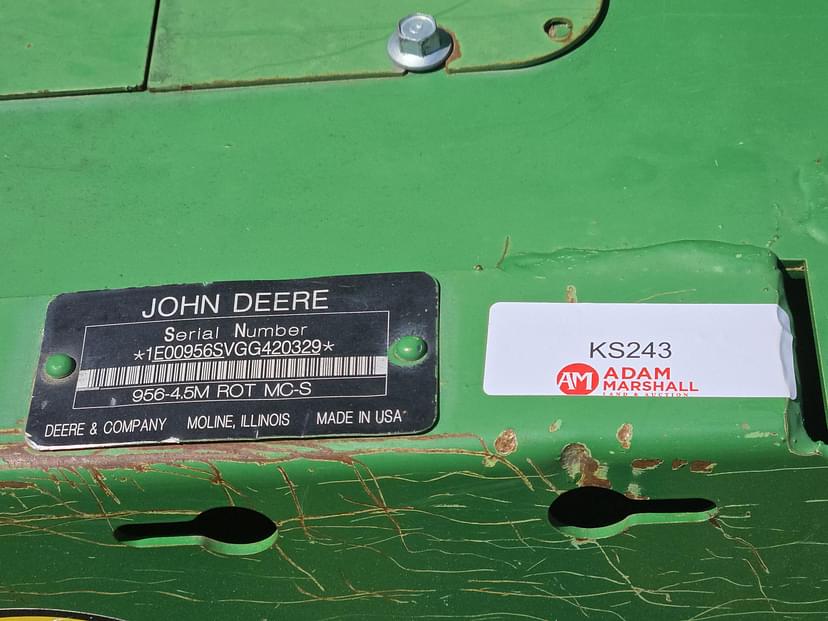 JOHN DEERE
Serial Number
*1E00956SVGG420329*
956-4.5M ROT MC-S
DEERE & COMPANY MOLINE, ILLINOIS MADE IN USA
KS243
AM ADAM
MARSHALL
LAND & AUCTION